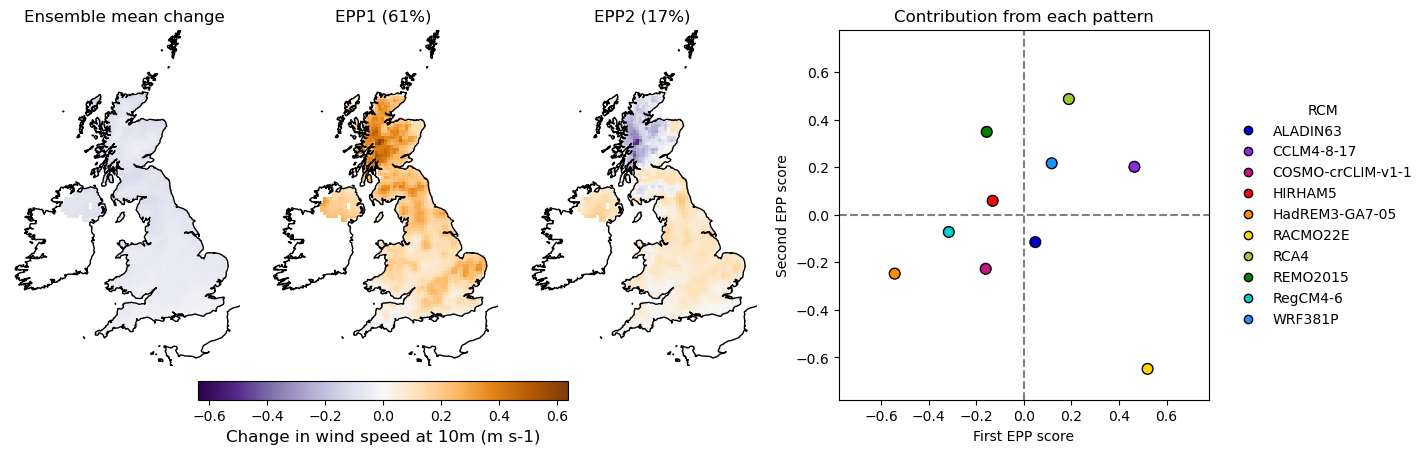 Ensemble mean change
EPP1 (61%)
EPP2 (17%)
−0.6 −0.4 −0.2 0.0 0.2 0.4 0.6
Change in wind speed at 10m (m s-1)
Contribution from each pattern
Second EPP score
0.6
0.4
0.2
0.0
−0.2
−0.4
−0.6
−0.6 −0.4 −0.2 0.0 0.2 0.4 0.6
First EPP score
RCM
ALADIN63
CCLM4-8-17
COSMO-crCLIM-v1-1
HIRHAM5
HadREM3-GA7-05
RACMO22E
RCA4
REMO2015
RegCM4-6
WRF381P